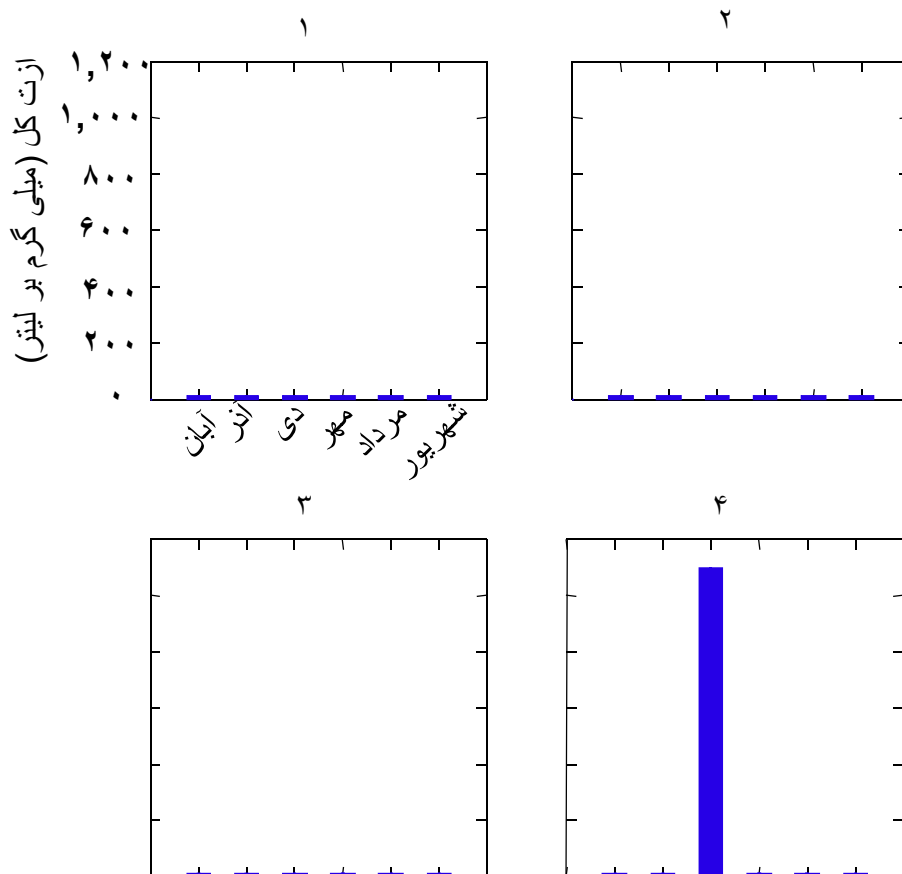 ۱
۲
ازت کل (میلی گرم بر لیتر)
۱,۲۰۰
۱,۰۰۰
۸۰۰
۶۰۰
۴۰۰
۲۰۰
۰
آبان
آذر
دی
مهر
مرداد
شهریور
۳
۴